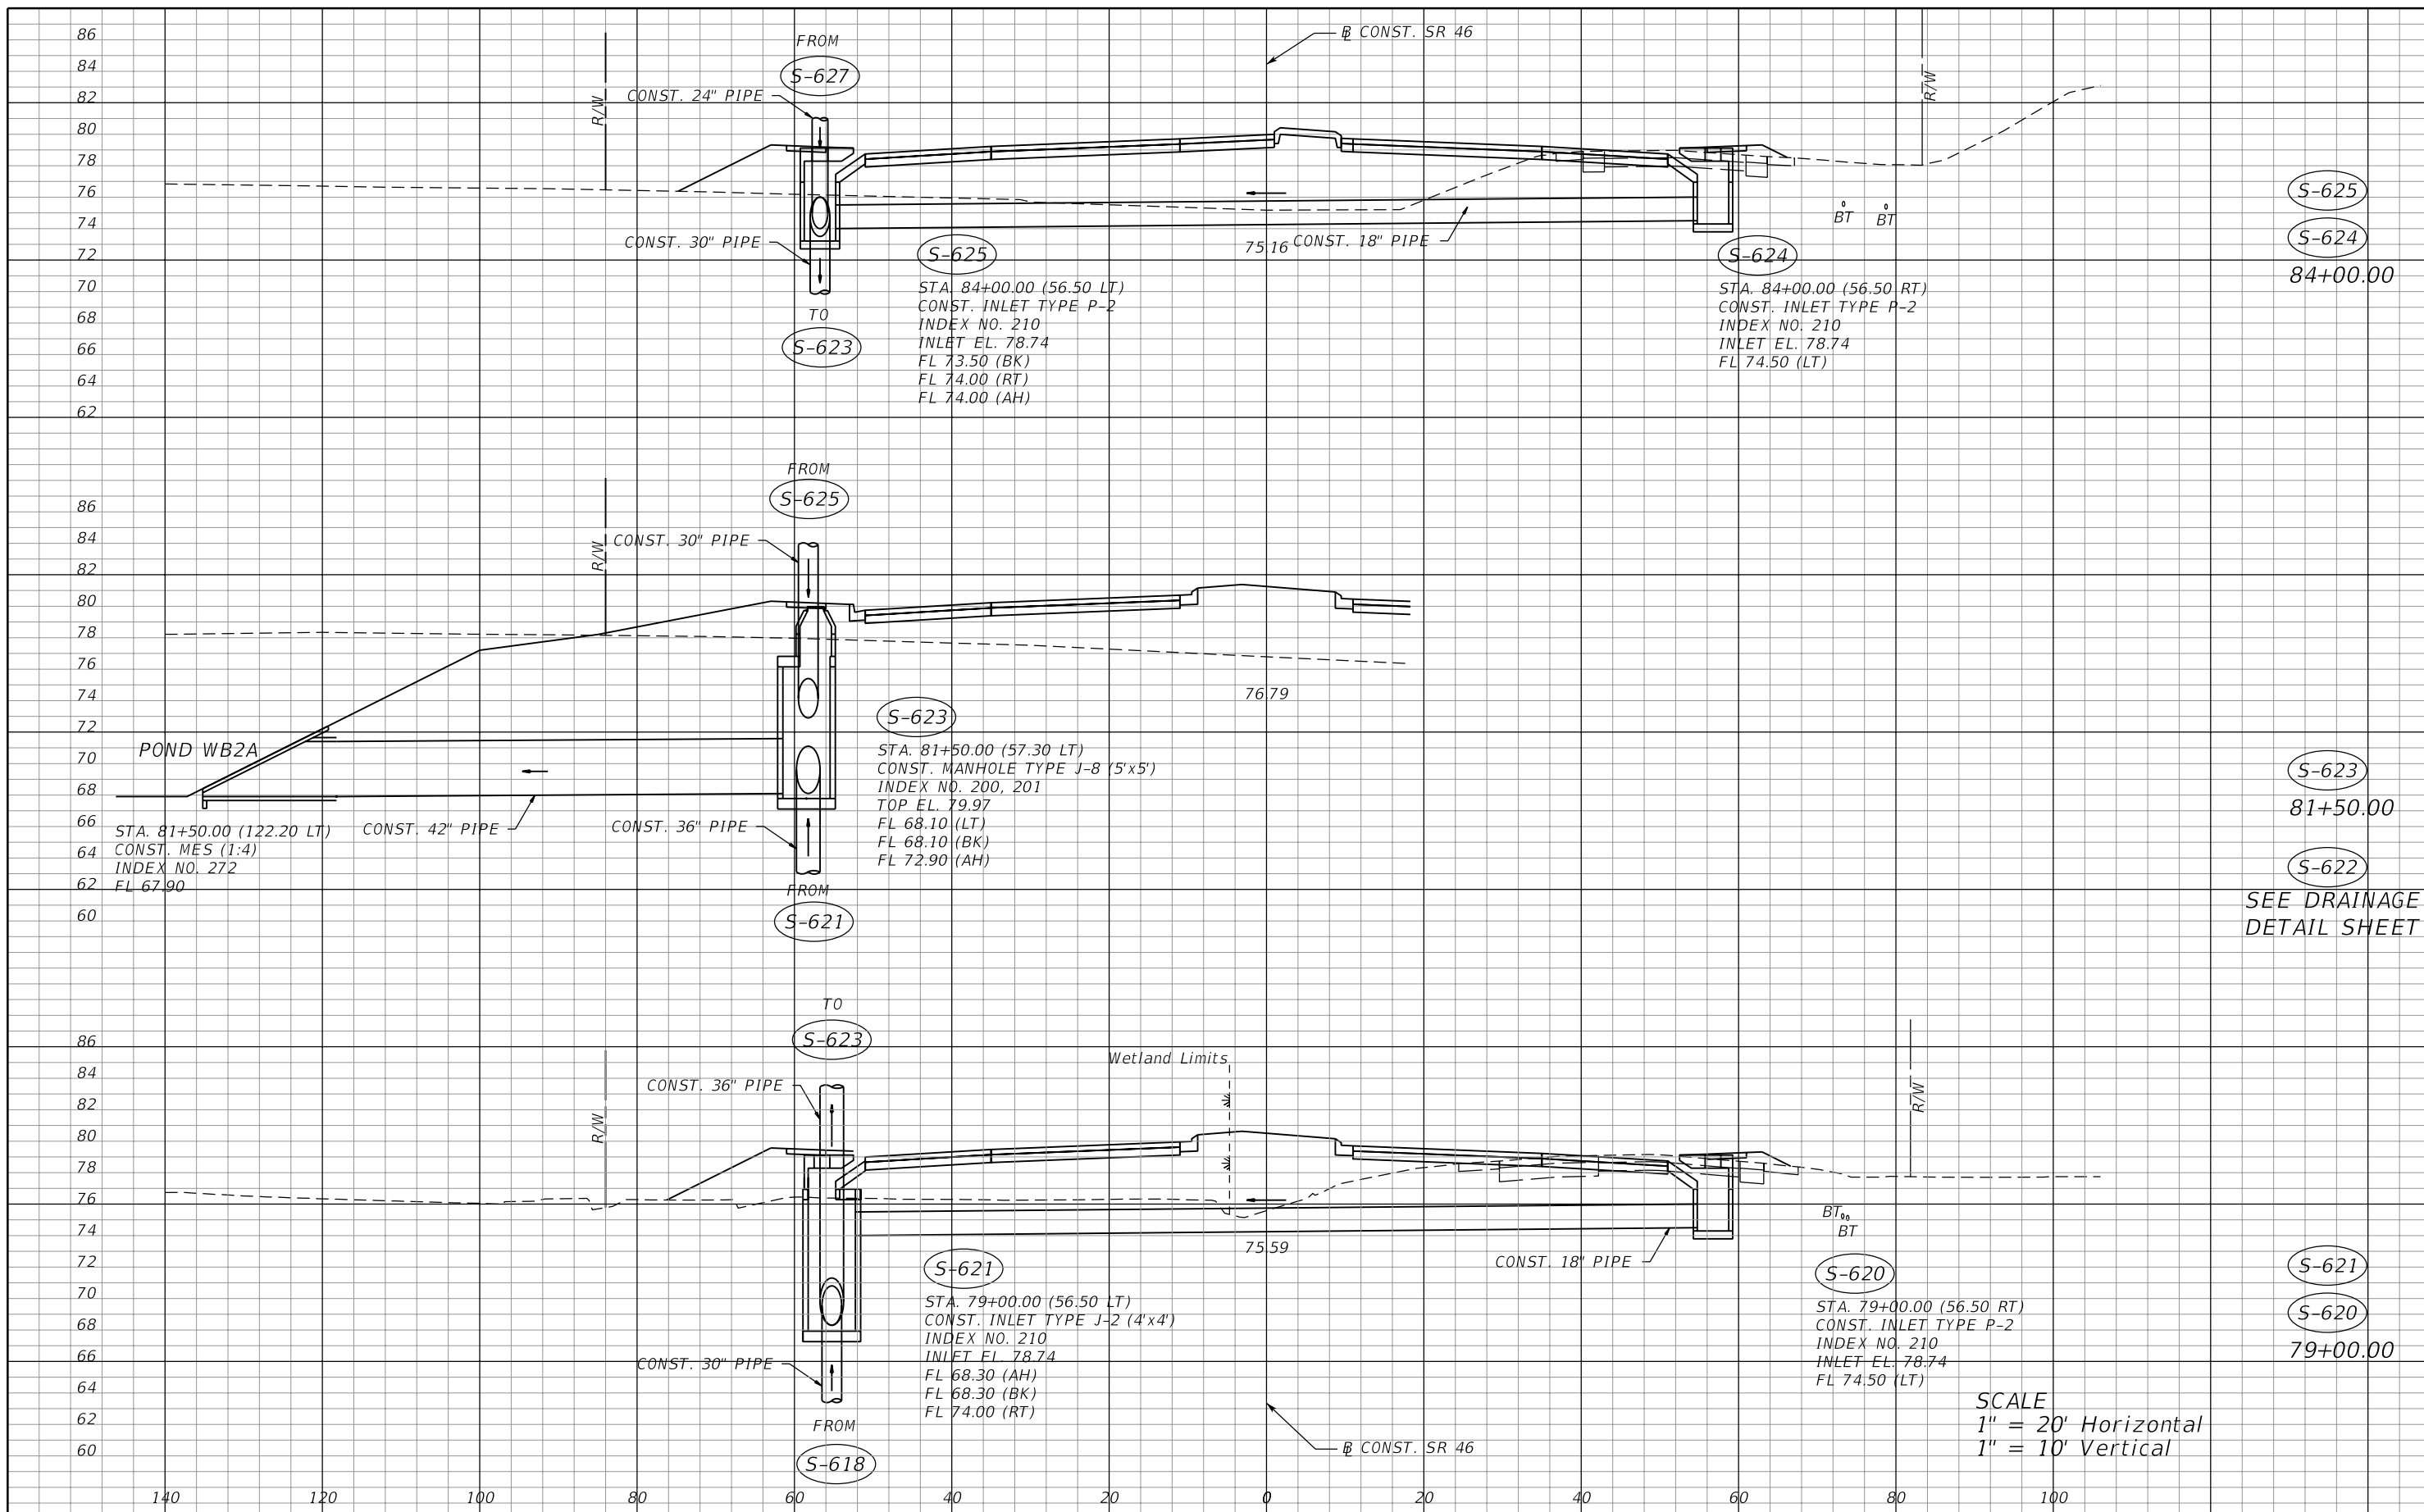 86
84
82
80
78
76
74
72
70
68
66
64
62
FROM
S-627
CONST. 24" PIPE
R/W
BL CONST. SR 46
R/W
CONST. 30" PIPE
TO
S-623
S-625
STA. 84+00.00 (56.50 LT)
CONST. INLET TYPE P-2
INDEX NO. 210
INLET EL. 78.74
FL 73.50 (BK)
FL 74.00 (RT)
FL 74.00 (AH)
75.16
CONST. 18" PIPE
S-624
STA. 84+00.00 (56.50 RT)
CONST. INLET TYPE P-2
INDEX NO. 210
INLET EL. 78.74
FL 74.50 (LT)
BT
BT
S-625
S-624
84+00.00
86
84
82
80
78
76
74
72
70
68
66
64
62
60
FROM
S-625
CONST. 30" PIPE
R/W
POND WB2A
STA. 81+50.00 (122.20 LT)
CONST. MES (1:4)
INDEX NO. 272
FL 67.90
CONST. 42" PIPE
CONST. 36" PIPE
FROM
S-621
S-623
STA. 81+50.00 (57.30 LT)
CONST. MANHOLE TYPE J-8 (5'x5')
INDEX NO. 200, 201
TOP EL. 79.97
FL 68.10 (LT)
FL 68.10 (BK)
FL 72.90 (AH)
76.79
S-623
81+50.00
S-622
SEE DRAINAGE
DETAIL SHEET
86
84
82
80
78
76
74
72
70
68
66
64
62
60
TO
S-623
CONST. 36" PIPE
R/W
Wetland Limits
R/W
CONST. 30" PIPE
FROM
S-618
S-621
STA. 79+00.00 (56.50 LT)
CONST. INLET TYPE J-2 (4'x4')
INDEX NO. 210
INLET EL. 78.74
FL 68.30 (AH)
FL 68.30 (BK)
FL 74.00 (RT)
75.59
CONST. 18" PIPE
BL CONST. SR 46
BT
BT
S-620
STA. 79+00.00 (56.50 RT)
CONST. INLET TYPE P-2
INDEX NO. 210
INLET EL. 78.74
FL 74.50 (LT)
S-621
S-620
79+00.00
SCALE
1" = 20' Horizontal
1" = 10' Vertical
140 120 100 80 60 40 20 0 20 40 60 80 100